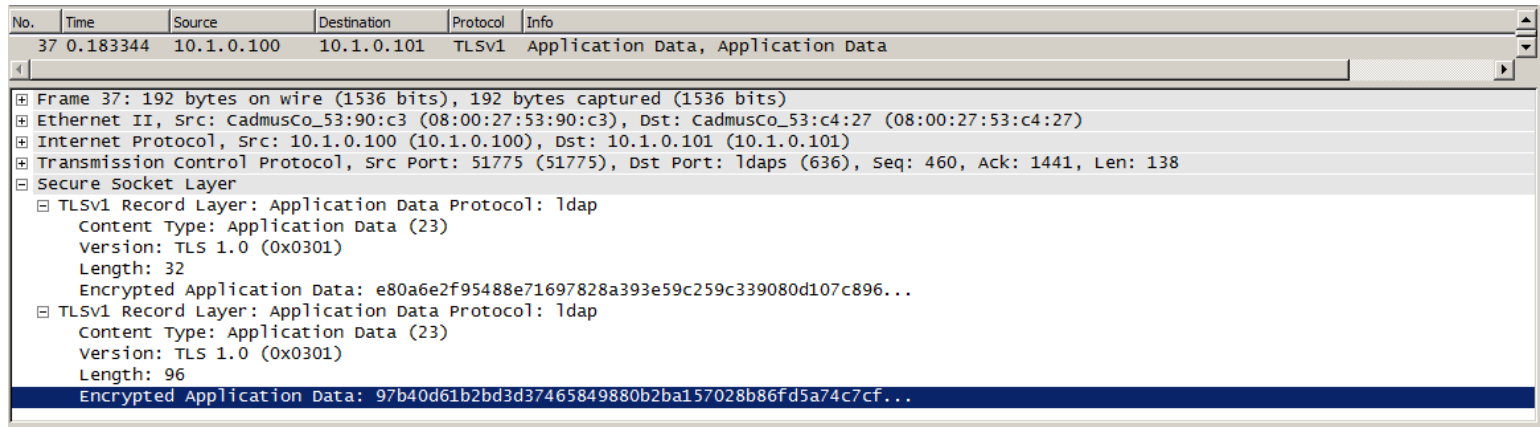 No. Time Source Destination Protocol Info
37 0.183344 10.1.0.100 10.1.0.101 TLSv1 Application Data, Application Data
Frame 37: 192 bytes on wire (1536 bits), 192 bytes captured (1536 bits)
Ethernet II, Src: CadmusCo_53:90:c3 (08:00:27:53:90:c3), Dst: CadmusCo_53:c4:27 (08:00:27:53:c4:27)
Internet Protocol, Src: 10.1.0.100 (10.1.0.100), Dst: 10.1.0.101 (10.1.0.101)
Transmission Control Protocol, Src Port: 51775 (51775), Dst Port: ldaps (636), Seq: 460, Ack: 1441, Len: 138
Secure Socket Layer
TLSv1 Record Layer: Application Data Protocol: ldap
Content Type: Application Data (23)
Version: TLS 1.0 (0x0301)
Length: 32
Encrypted Application Data: e80a6e2f95488e71697828a393e59c259c339080d107c896...
TLSv1 Record Layer: Application Data Protocol: ldap
Content Type: Application Data (23)
Version: TLS 1.0 (0x0301)
Length: 96
Encrypted Application Data: 97b40d61b2bd3d37465849880b2ba157028b86fd5a74c7cf...